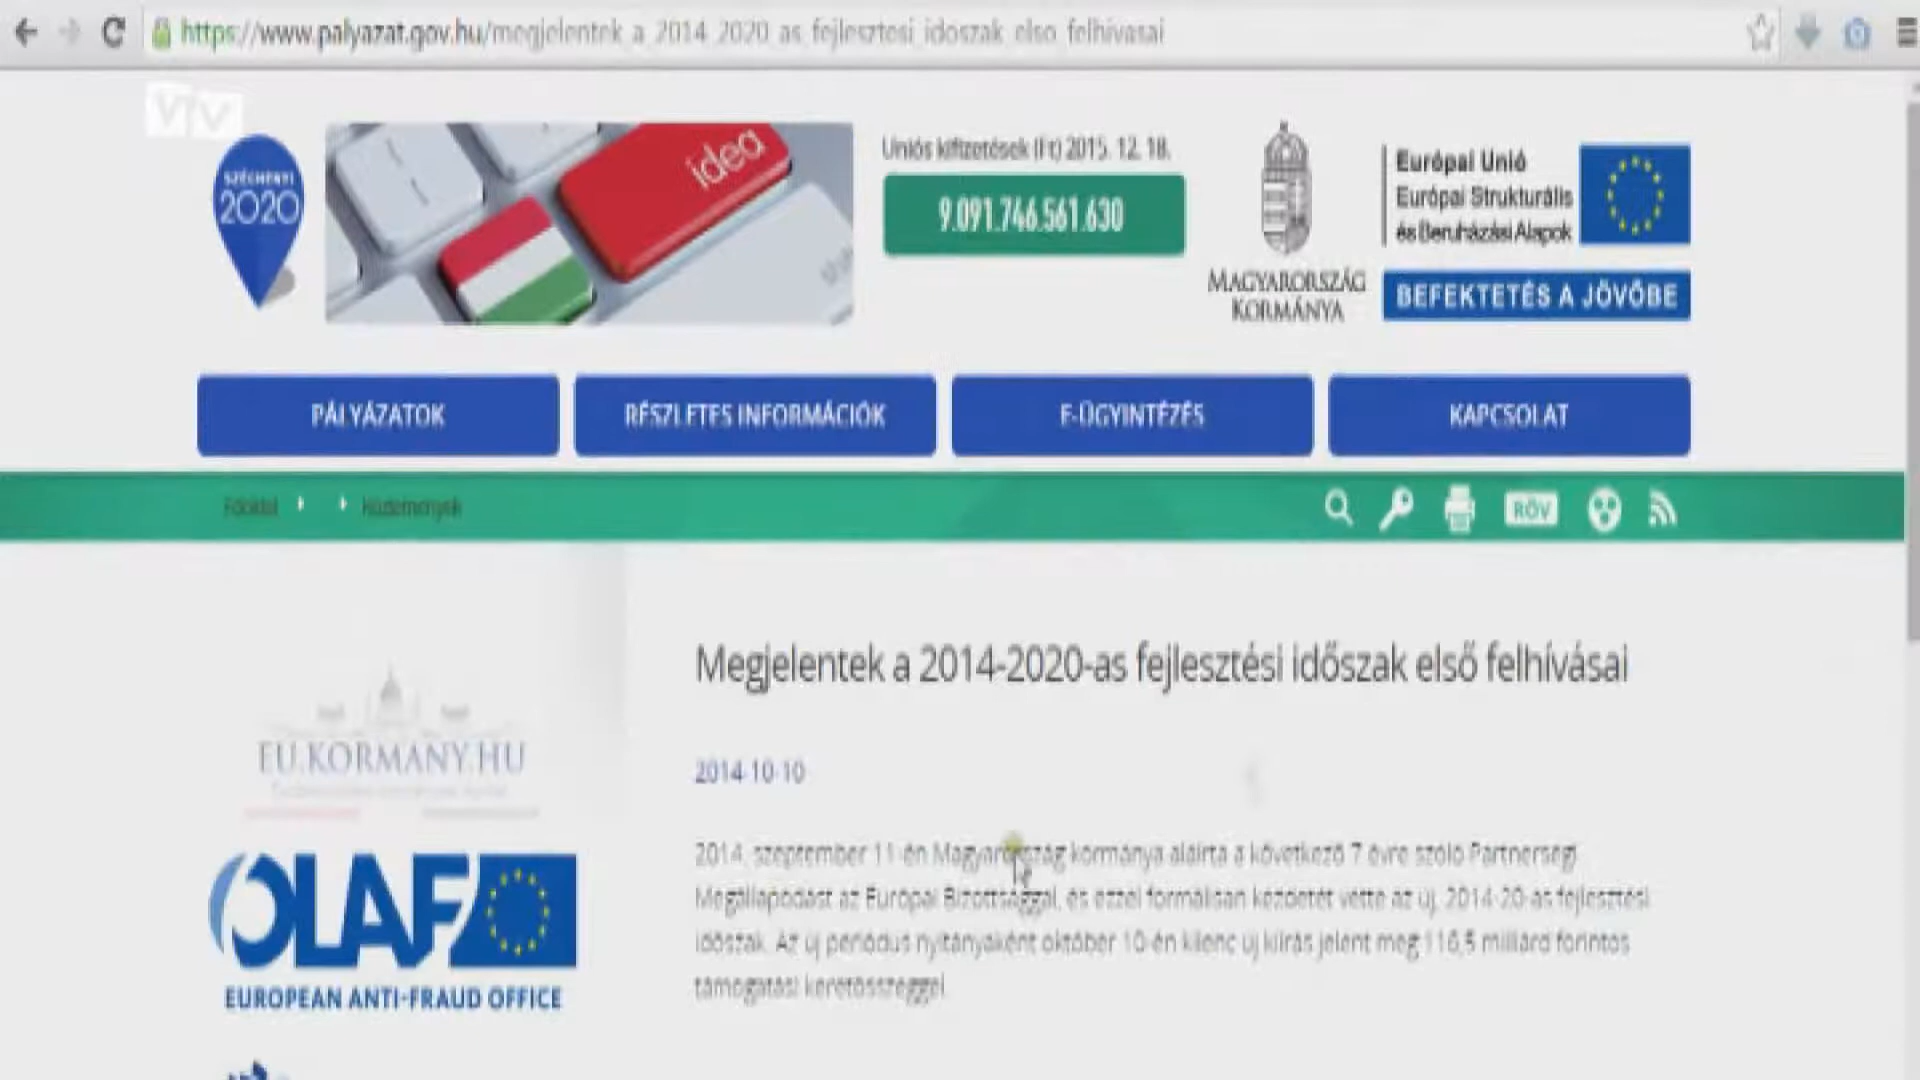 https://www.palyazat.gov.hu/megjelentek_a_2014_2020_as_fejlesztesi_idoszak_elso_felhivasai
VTV
SZÉCHENYI
2020
idea
Uniós kifizetések (Ft) 2015. 12. 18.
9.091.746.561.630
MAGYARORSZÁG
KORMÁNYA
Európai Unió
Európai Strukturális
és Beruházási Alapok
BEFEKTETÉS A JÖVŐBE
PÁLYÁZATOK
RÉSZLETES INFORMÁCIÓK
E-ÜGYINTÉZÉS
KAPCSOLAT
Főoldal
Közlemények
RÖV
Megjelentek a 2014-2020-as fejlesztési időszak első felhívásai
2014-10-10
2014. szeptember 11-én Magyarország kormánya aláírta a következő 7 évre szóló Partnerségi
Megállapodást az Európai Bizottsággal, és ezzel formálisan kezdetét vette az új, 2014-20-as fejlesztési
időszak. Az új periódus nyitányaként október 10-én kilenc új kiírás jelent meg 116,5 milliárd forintos
támogatási keretösszeggel.
EU.KORMANY.HU
OLAF
EUROPEAN ANTI-FRAUD OFFICE